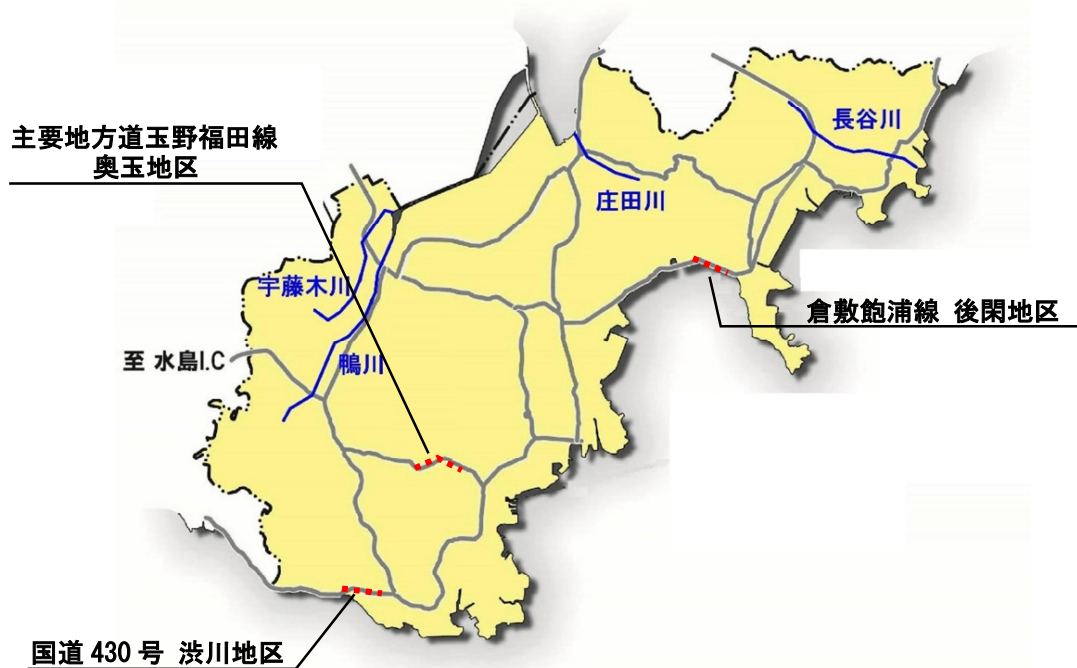 主要地方道玉野福田線
奥玉地区
長谷川
庄田川
宇藤木川
倉敷飽浦線 後閑地区
至 水島I.C
鴨川
国道 430 号 渋川地区